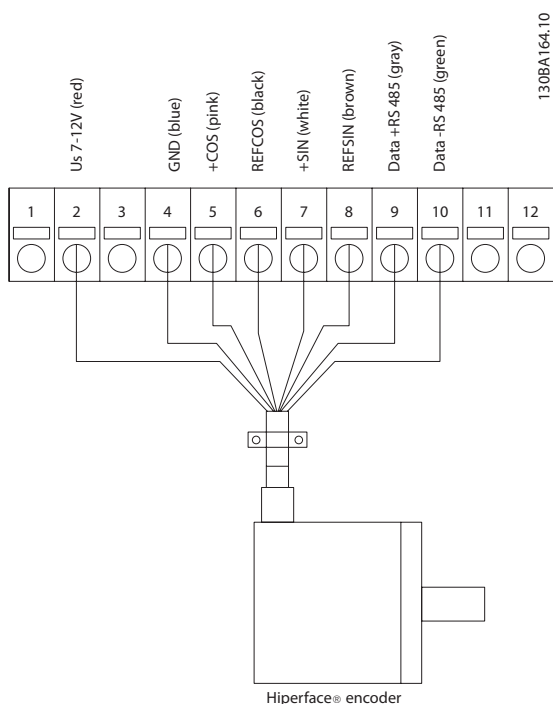 130BA164.10
Us 7-12V (red)
GND (blue)
+COS (pink)
REFCOS (black)
+SIN (white)
REFSIN (brown)
Data +RS 485 (gray)
Data -RS 485 (green)
1 2 3 4 5 6 7 8 9 10 11 12
Hiperface® encoder